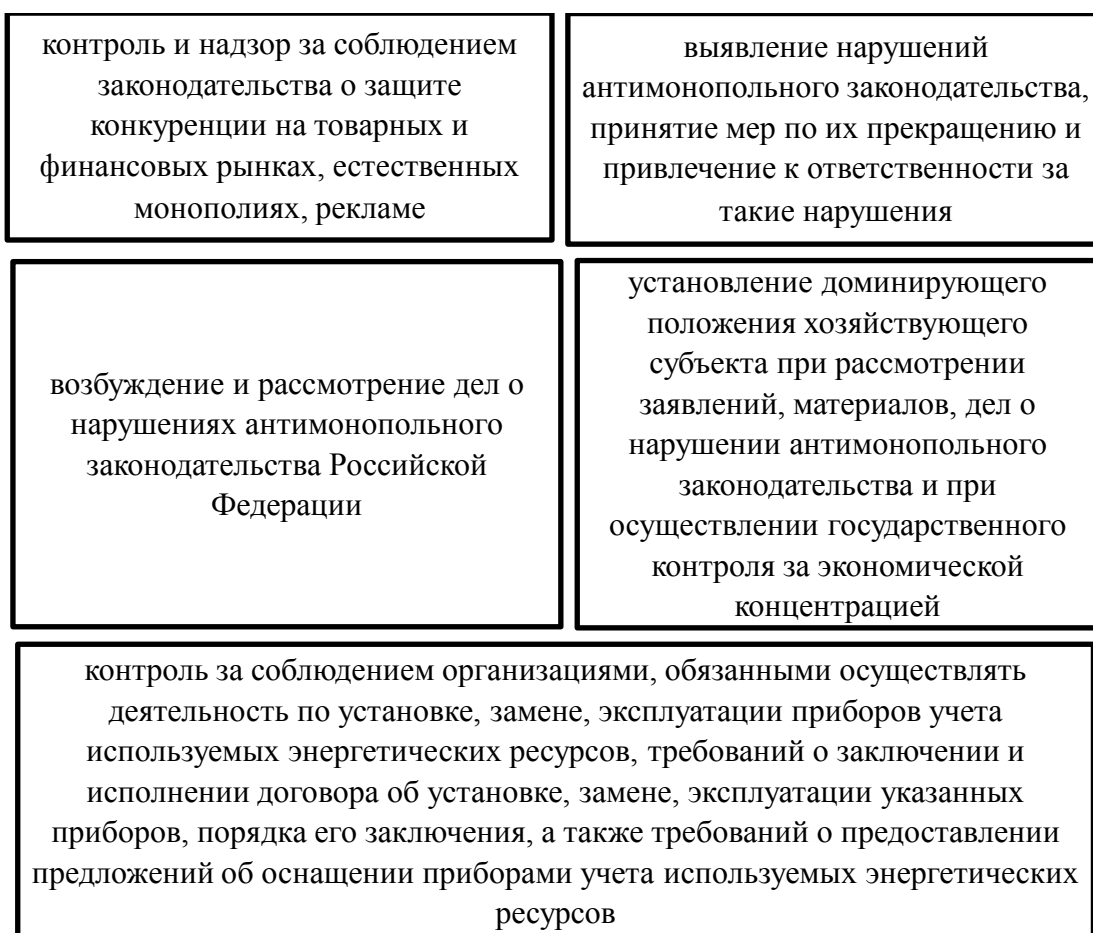 контроль и надзор за соблюдением
законодательства о защите
конкуренции на товарных и
финансовых рынках, естественных
монополиях, рекламе
выявление нарушений
антимонопольного законодательства,
принятие мер по их прекращению и
привлечение к ответственности за
такие нарушения
возбуждение и рассмотрение дел о
нарушениях антимонопольного
законодательства Российской
Федерации
установление доминирующего
положения хозяйствующего
субъекта при рассмотрении
заявлений, материалов, дел о
нарушении антимонопольного
законодательства и при
осуществлении государственного
контроля за экономической
концентрацией
контроль за соблюдением организациями, обязанными осуществлять
деятельность по установке, замене, эксплуатации приборов учета
используемых энергетических ресурсов, требований о заключении и
исполнении договора об установке, замене, эксплуатации указанных
приборов, порядка его заключения, а также требований о предоставлении
предложений об оснащении приборами учета используемых энергетических
ресурсов